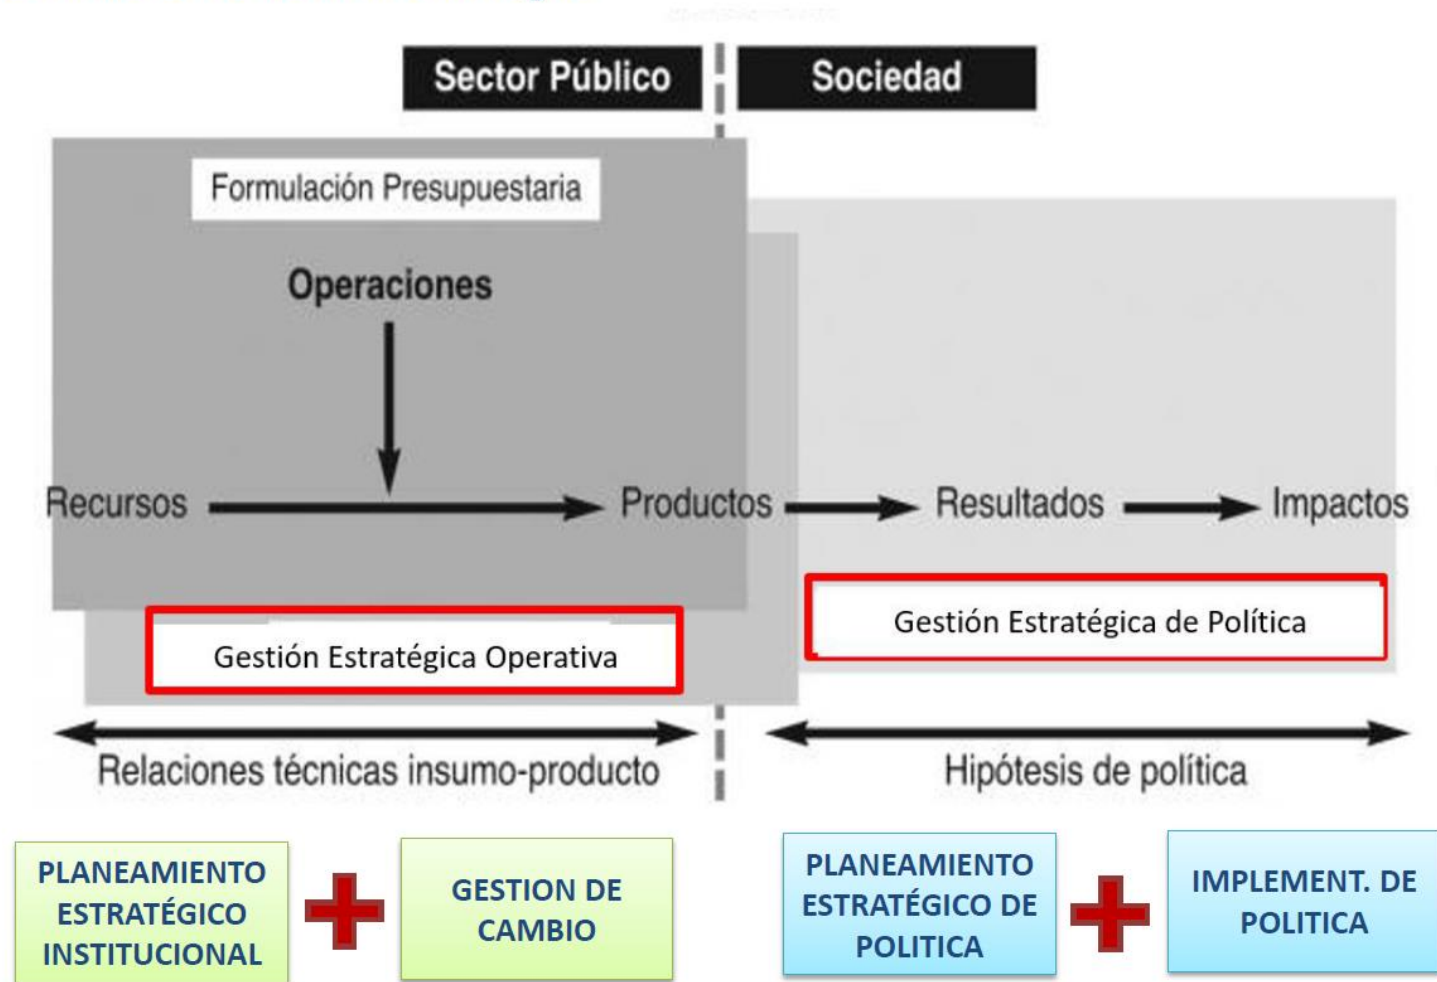 Sector Público
Sociedad
Formulación Presupuestaria
Operaciones
Recursos
Productos
Resultados
Impactos
Gestión Estratégica Operativa
Gestión Estratégica de Política
Relaciones técnicas insumo-producto
Hipótesis de política
PLANEAMIENTO
ESTRATÉGICO
INSTITUCIONAL
GESTION DE
CAMBIO
PLANEAMIENTO
ESTRATÉGICO DE
POLITICA
IMPLEMENT. DE
POLITICA